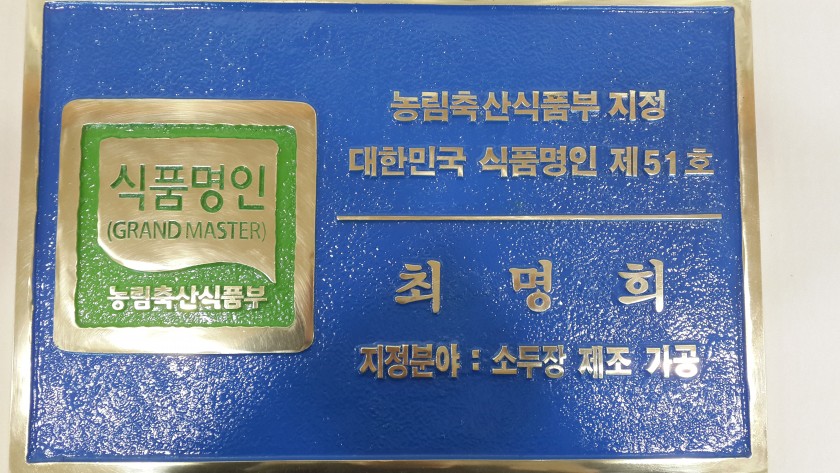 식품명인
(GRAND MASTER)
농림축산식품부
농림축산식품부 지정
대한민국 식품명인 제51호
최명희
지정분야 : 소두장 제조 가공